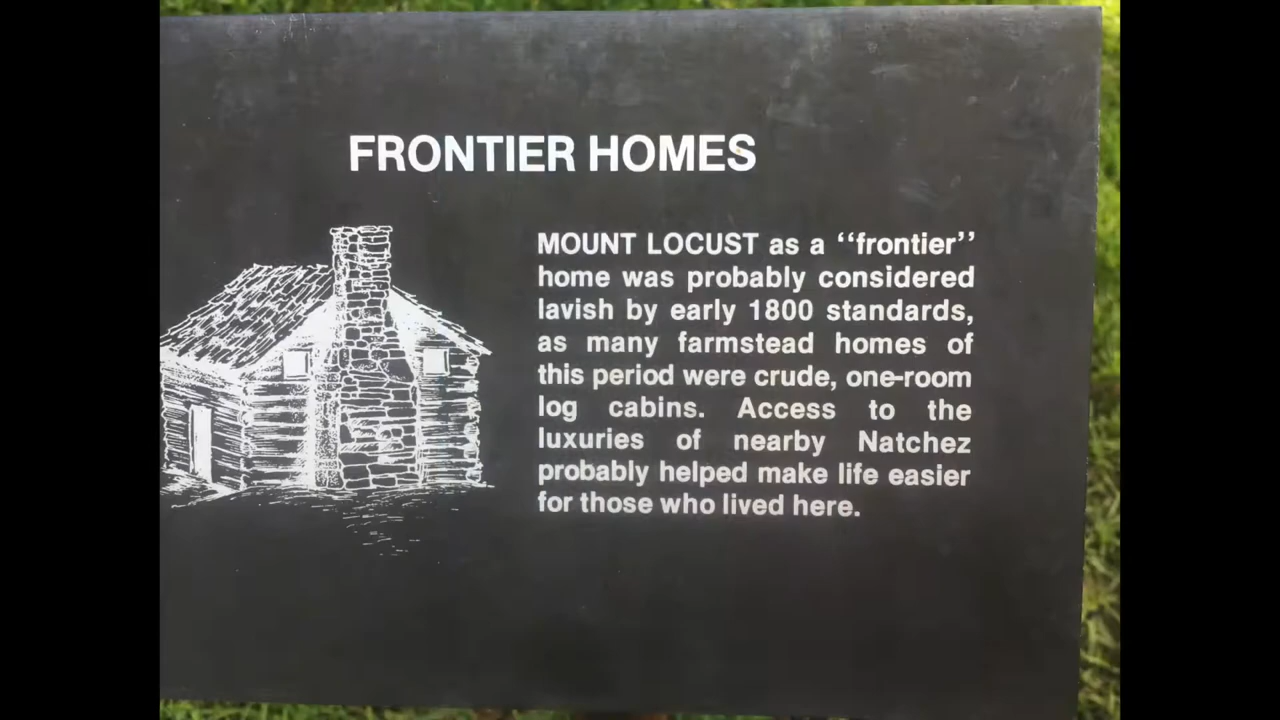 FRONTIER HOMES
MOUNT LOCUST as a ‘‘frontier’’
home was probably considered
lavish by early 1800 standards,
as many farmstead homes of
this period were crude, one-room
log cabins. Access to the
luxuries of nearby Natchez
probably helped make life easier
for those who lived here.